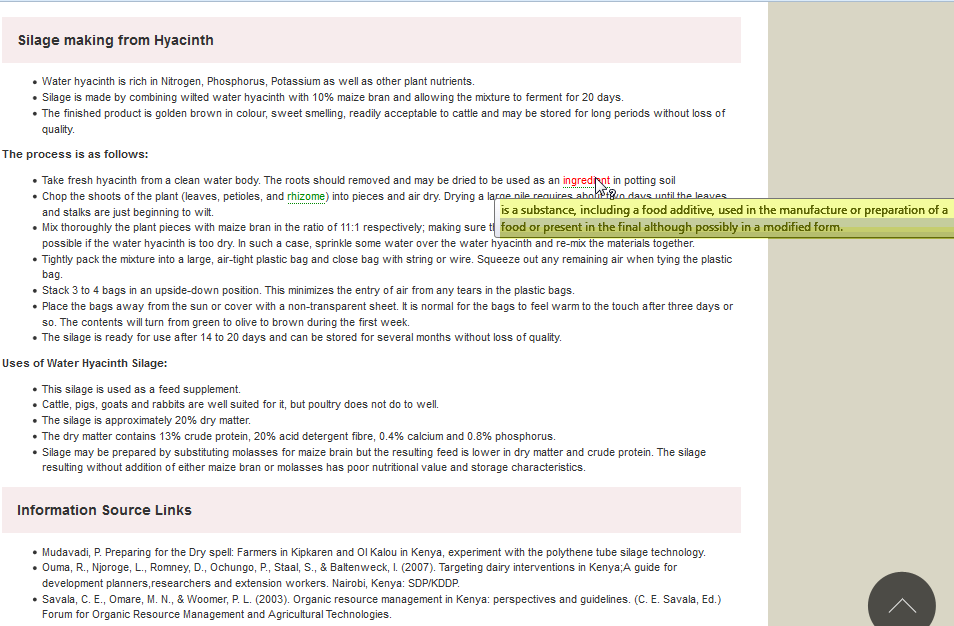 Silage making from Hyacinth
Water hyacinth is rich in Nitrogen, Phosphorus, Potassium as well as other plant nutrients.
Silage is made by combining wilted water hyacinth with 10% maize bran and allowing the mixture to ferment for 20 days.
The finished product is golden brown in colour, sweet smelling, readily acceptable to cattle and may be stored for long periods without loss of
quality.
The process is as follows:
Take fresh hyacinth from a clean water body. The roots should removed and may be dried to be used as an ingredient in potting soil
Chop the shoots of the plant (leaves, petioles, and rhizome) into pieces and air dry. Drying a large pile requires about two days until the leaves
and stalks are just beginning to wilt.
is a substance, including a food additive, used in the manufacture or preparation of a
Mix thoroughly the plant pieces with maize bran in the ratio of 11:1 respectively; making sure
food or present in the final although possibly in a modified form.
possible if the water hyacinth is too dry. In such a case, sprinkle some water over the water hyacinth and re-mix the materials together.
Tightly pack the mixture into a large, air-tight plastic bag and close bag with string or wire. Squeeze out any remaining air when tying the plastic
bag.
Stack 3 to 4 bags in an upside-down position. This minimizes the entry of air from any tears in the plastic bags.
Place the bags away from the sun or cover with a non-transparent sheet. It is normal for the bags to feel warm to the touch after three days or
so. The contents will turn from green to olive to brown during the first week.
The silage is ready for use after 14 to 20 days and can be stored for several months without loss of quality.
Uses of Water Hyacinth Silage:
This silage is used as a feed supplement.
Cattle, pigs, goats and rabbits are well suited for it, but poultry does not do to well.
The silage is approximately 20% dry matter.
The dry matter contains 13% crude protein, 20% acid detergent fibre, 0.4% calcium and 0.8% phosphorus.
Silage may be prepared by substituting molasses for maize brain but the resulting feed is lower in dry matter and crude protein. The silage
resulting without addition of either maize bran or molasses has poor nutritional value and storage characteristics.
Information Source Links
Mudavadi, P. Preparing for the Dry spell: Farmers in Kipkaren and Ol Kalou in Kenya, experiment with the polythene tube silage technology.
Ouma, R., Njoroge, L., Romney, D., Ochungo, P., Staal, S., & Baltenweck, I. (2007). Targeting dairy interventions in Kenya;A guide for
development planners,researchers and extension workers. Nairobi, Kenya: SDP/KDDP.
Savala, C. E., Omare, M. N., & Woomer, P. L. (2003). Organic resource management in Kenya: perspectives and guidelines. (C. E. Savala, Ed.)
Forum for Organic Resource Management and Agricultural Technologies.